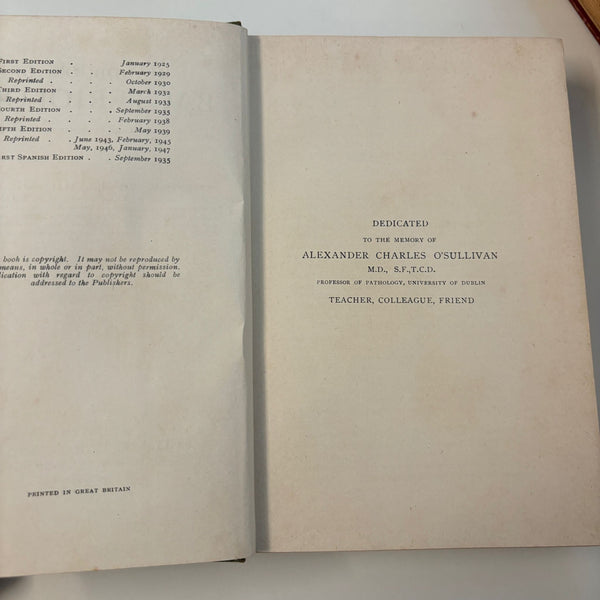 FIRST EDITION . January 1925
SECOND EDITION . . . February 1929
Reprinted . . . October 1930
THIRD EDITION . . . March 1932
Reprinted . . . August 1933
FOURTH EDITION . . . September 1935
Reprinted . . . February 1938
FIFTH EDITION . . . May 1939
Reprinted . . June 1943, February, 1945
May, 1946, January, 1947
RST SPANISH EDITION . . September 1935
book is copyright. It may not be reproduced by
means, in whole or in part, without permission.
lication with regard to copyright should be
addressed to the Publishers.
PRINTED IN GREAT BRITAIN
DEDICATED
TO THE MEMORY OF
ALEXANDER CHARLES O'SULLIVAN
M.D., S.F.,T.C.D.
PROFESSOR OF PATHOLOGY, UNIVERSITY OF DUBLIN
TEACHER, COLLEAGUE, FRIEND